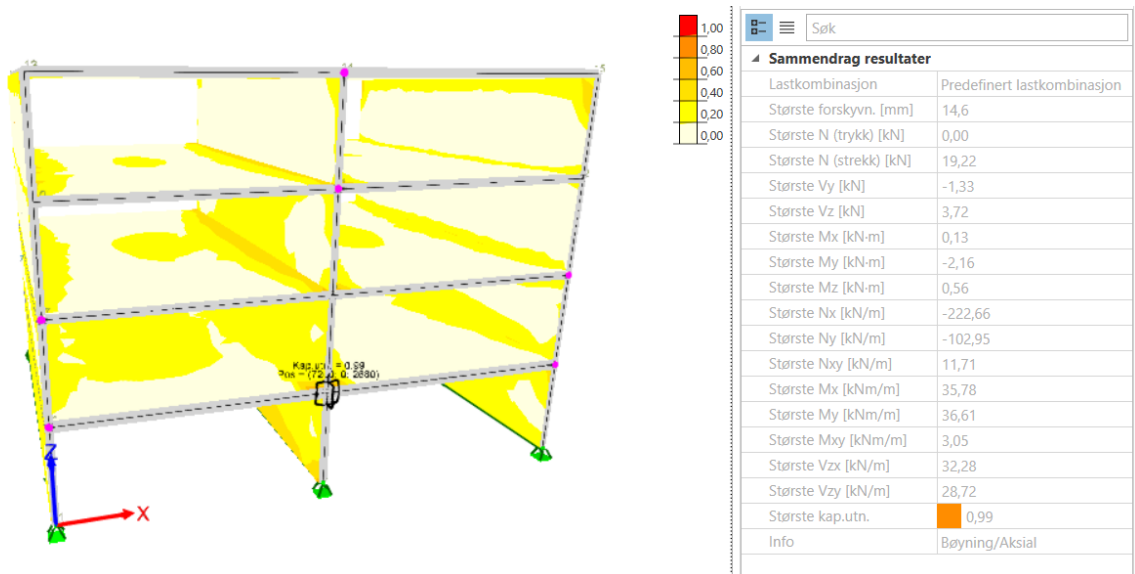 1,00
0,80
0,60
0,40
0,20
0,00
13
15
Kap.utn. = 0.99
Z
X
Søk
Sammendrag resultater
Lastkombinasjon Predefinert lastkombinasjon
Største forskyvn. [mm] 14,6
Største N (trykk) [kN] 0,00
Største N (strekk) [kN] 19,22
Største Vy [kN] -1,33
Største Vz [kN] 3,72
Største Mx [kN·m] 0,13
Største My [kN·m] -2,16
Største Mz [kN·m] 0,56
Største Nx [kN/m] -222,66
Største Ny [kN/m] -102,95
Største Nxy [kN/m] 11,71
Største Mx [kNm/m] 35,78
Største My [kNm/m] 36,61
Største Mxy [kNm/m] 3,05
Største Vzx [kN/m] 32,28
Største Vzy [kN/m] 28,72
Største kap.utn. 0,99
Info Bøyning/Aksial